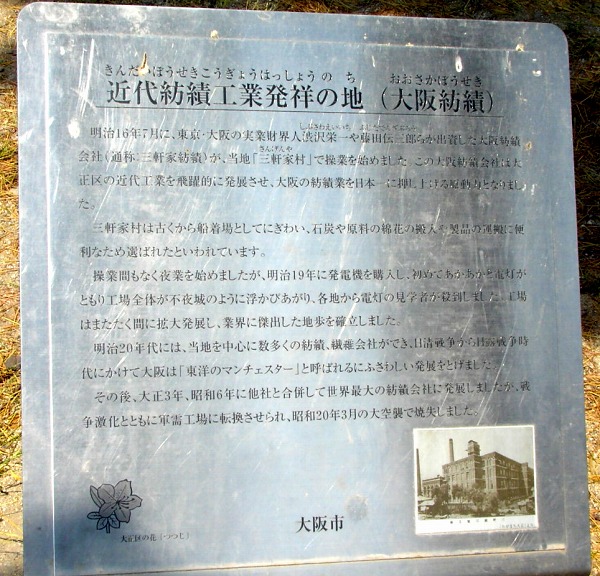 きんだいぼうせきこうぎょうはっしょうのち おおさかぼうせき
近代紡績工業発祥の地（大阪紡績）
しぶさわえいいち
明治16年7月に、東京・大阪の実業財界人渋沢栄一や藤田伝三郎らが出資した大阪紡績
さんげんや
会社（通称：三軒家紡績）が、当地「三軒家村」で操業を始めました。この大阪紡績会社は大
正区の近代工業を飛躍的に発展させ、大阪の紡績業を日本一に押し上げる原動力となりまし
た。
三軒家村は古くから船着場としてにぎわい、石炭や原料の綿花の搬入や製品の運搬に便
利なため選ばれたといわれています。
操業間もなく夜業を始めましたが、明治19年に発電機を購入し、初めてあかあかと電灯が
ともり工場全体が不夜城のように浮かびあがり、各地から電灯の見学者が殺到しました。工場
はまたたく間に拡大発展し、業界に傑出した地歩を確立しました。
明治20年代には、当地を中心に数多くの紡績、繊維会社ができ、日清戦争から日露戦争時
代にかけて大阪は「東洋のマンチェスター」と呼ばれるにふさわしい発展をとげました。
その後、大正3年、昭和6年に他社と合併して世界最大の紡績会社に発展しましたが、戦
争激化とともに軍需工場に転換させられ、昭和20年3月の大空襲で焼失しました。
大正区の花（つつじ）
大阪市